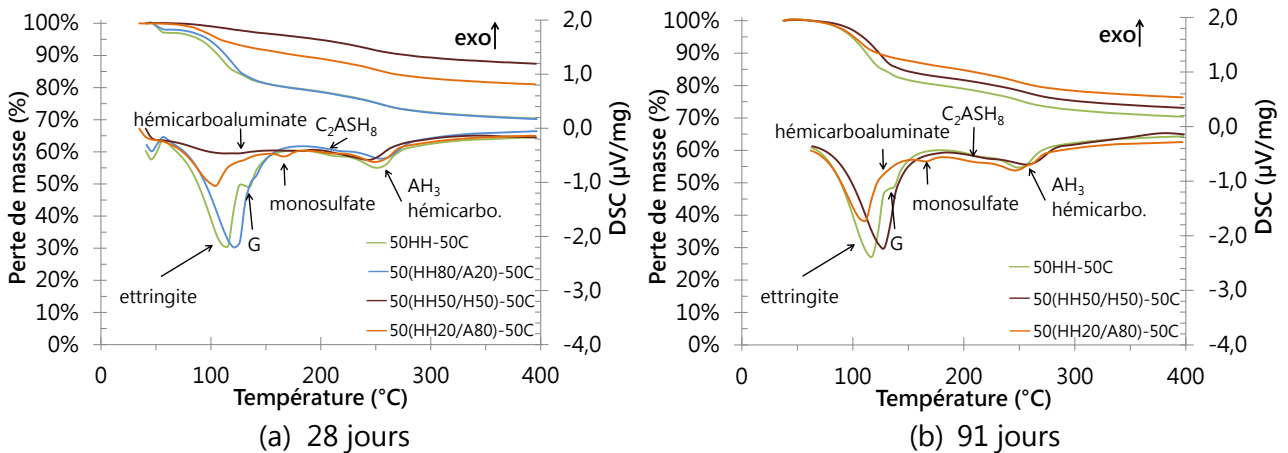 Perte de masse (%)
100%
90%
80%
70%
60%
50%
40%
30%
20%
10%
0%
exo
hémicarboaluminate
C₂ASH₈
monosulfate
AH₃
hémicarbo.
G
ettringite
50HH-50C
50(HH80/A20)-50C
50(HH50/H50)-50C
50(HH20/A80)-50C
2,0
1,0
0,0
-1,0
-2,0
-3,0
-4,0
DSC (μV/mg)
0
100
200
300
400
Température (°C)
(a) 28 jours
Perte de masse (%)
100%
90%
80%
70%
60%
50%
40%
30%
20%
10%
0%
exo
hémicarboaluminate
C₂ASH₈
monosulfate
AH₃
hémicarbo.
G
ettringite
50HH-50C
50(HH50/H50)-50C
50(HH20/A80)-50C
2,0
1,0
0,0
-1,0
-2,0
-3,0
-4,0
DSC (μV/mg)
0
100
200
300
400
Température (°C)
(b) 91 jours